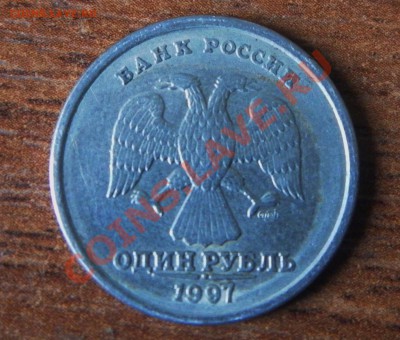 БАНК РОССИИ
ОДИН РУБЛЬ
1997
COINS.LAVE.RU